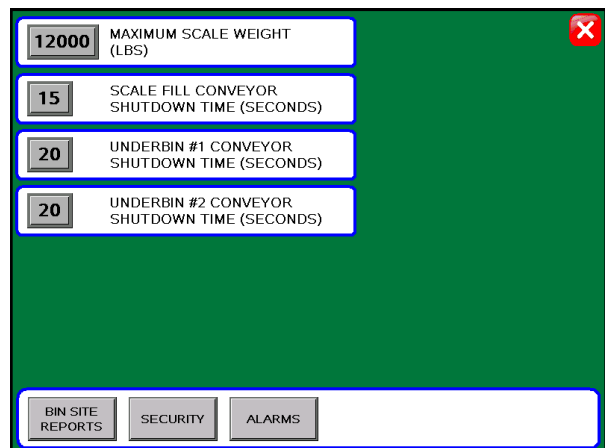 12000 MAXIMUM SCALE WEIGHT
(LBS)
15 SCALE FILL CONVEYOR
SHUTDOWN TIME (SECONDS)
20 UNDERBIN #1 CONVEYOR
SHUTDOWN TIME (SECONDS)
20 UNDERBIN #2 CONVEYOR
SHUTDOWN TIME (SECONDS)
BIN SITE
REPORTS
SECURITY
ALARMS